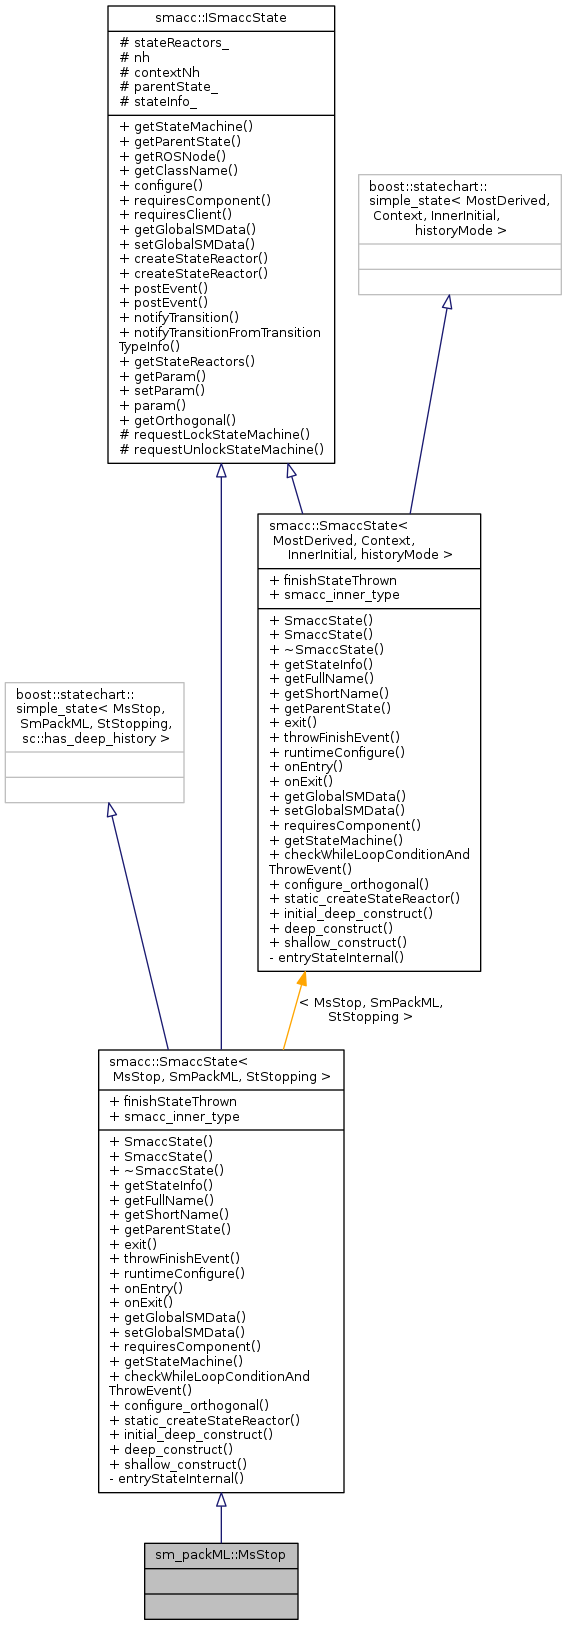 smacc::ISmaccState
# stateReactors_
# nh
# contextNh
# parentState_
# stateInfo_
+ getStateMachine()
+ getParentState()
+ getROSNode()
+ getClassName()
+ configure()
+ requiresComponent()
+ requiresClient()
+ getGlobalSMData()
+ setGlobalSMData()
+ createStateReactor()
+ createStateReactor()
+ postEvent()
+ postEvent()
+ notifyTransition()
+ notifyTransitionFromTransition
TypeInfo()
+ getStateReactors()
+ getParam()
+ setParam()
+ param()
+ getOrthogonal()
# requestLockStateMachine()
# requestUnlockStateMachine()
boost::statechart::
simple_state< MostDerived,
Context, InnerInitial,
historyMode >
smacc::SmaccState<
MostDerived, Context,
InnerInitial, historyMode >
+ finishStateThrown
+ smacc_inner_type
+ SmaccState()
+ SmaccState()
+ ~SmaccState()
+ getStateInfo()
+ getFullName()
+ getShortName()
+ getParentState()
+ exit()
+ throwFinishEvent()
+ runtimeConfigure()
+ onEntry()
+ onExit()
+ getGlobalSMData()
+ setGlobalSMData()
+ requiresComponent()
+ getStateMachine()
+ checkWhileLoopConditionAnd
ThrowEvent()
+ configure_orthogonal()
+ static_createStateReactor()
+ initial_deep_construct()
+ deep_construct()
+ shallow_construct()
- entryStateInternal()
boost::statechart::
simple_state< MsStop,
SmPackML, StStopping,
sc::has_deep_history >
< MsStop, SmPackML,
StStopping >
smacc::SmaccState<
MsStop, SmPackML, StStopping >
+ finishStateThrown
+ smacc_inner_type
+ SmaccState()
+ SmaccState()
+ ~SmaccState()
+ getStateInfo()
+ getFullName()
+ getShortName()
+ getParentState()
+ exit()
+ throwFinishEvent()
+ runtimeConfigure()
+ onEntry()
+ onExit()
+ getGlobalSMData()
+ setGlobalSMData()
+ requiresComponent()
+ getStateMachine()
+ checkWhileLoopConditionAnd
ThrowEvent()
+ configure_orthogonal()
+ static_createStateReactor()
+ initial_deep_construct()
+ deep_construct()
+ shallow_construct()
- entryStateInternal()
sm_packML::MsStop